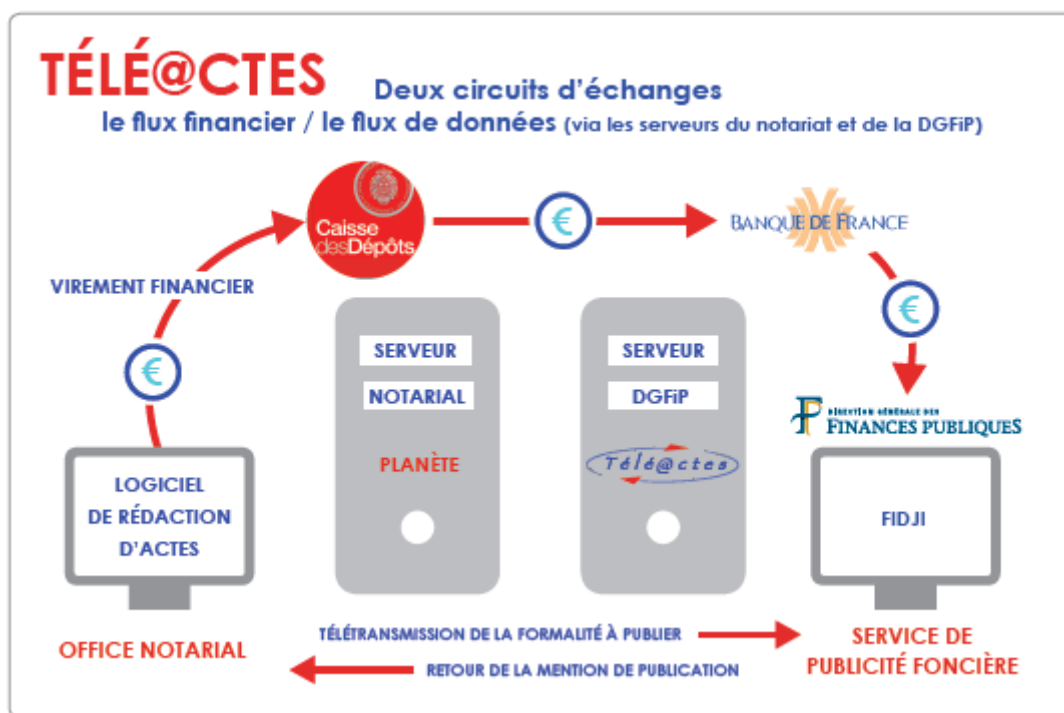 TÉLÉ@CTES
Deux circuits d'échanges
le flux financier / le flux de données (via les serveurs du notariat et de la DGFiP)
Caisse
desDépôts
€
BANQUE DE FRANCE
VIREMENT FINANCIER
€
€
SERVEUR
NOTARIAL
PLANÈTE
SERVEUR
DGFiP
Télé@ctes
DIRECTION GÉNÉRALE DES
FINANCES PUBLIQUES
LOGICIEL
DE RÉDACTION
D'ACTES
FIDJI
OFFICE NOTARIAL
TÉLÉTRANSMISSION DE LA FORMALITÉ À PUBLIER
RETOUR DE LA MENTION DE PUBLICATION
SERVICE DE
PUBLICITÉ FONCIÈRE